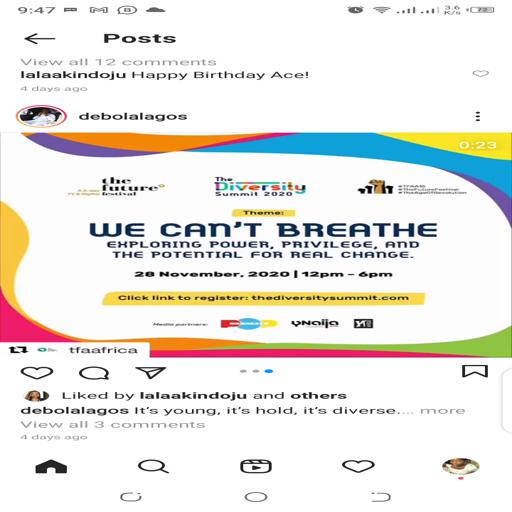 9:47
3.6
K/s
72
Posts
View all 12 comments
lalaakindoju Happy Birthday Ace!
4 days ago
debolalagos
0:23
the
future
festival
The
Diversity
Summit 2020
#TFAA15
#TheFutureFestival
#TheAgeOfRevolution
Theme:
WE CAN'T BREATHE
EXPLORING POWER, PRIVILEGE, AND
THE POTENTIAL FOR REAL CHANGE.
28 November, 2020 | 12pm - 6pm
Click link to register: thediversitysummit.com
Media partners:
YNaija
tfaafrica
Liked by lalaakindoju and others
debolalagos It's young, it's hold, it's diverse.... more
View all 3 comments
4 days ago